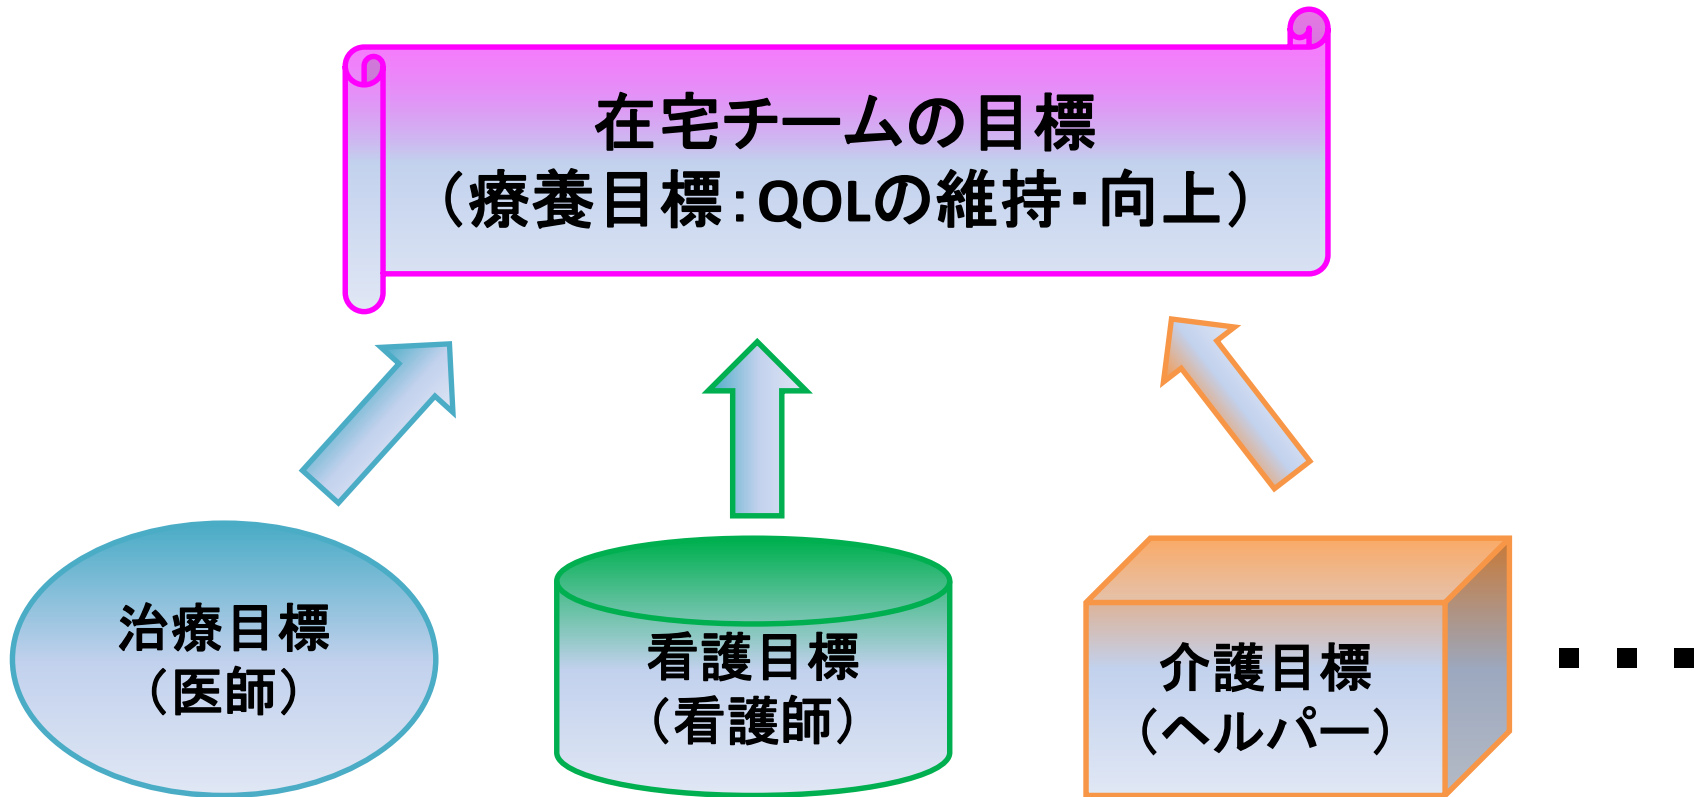 在宅チームの目標
（療養目標：QOLの維持・向上）
治療目標
（医師）
看護目標
（看護師）
介護目標
（ヘルパー）
・・・